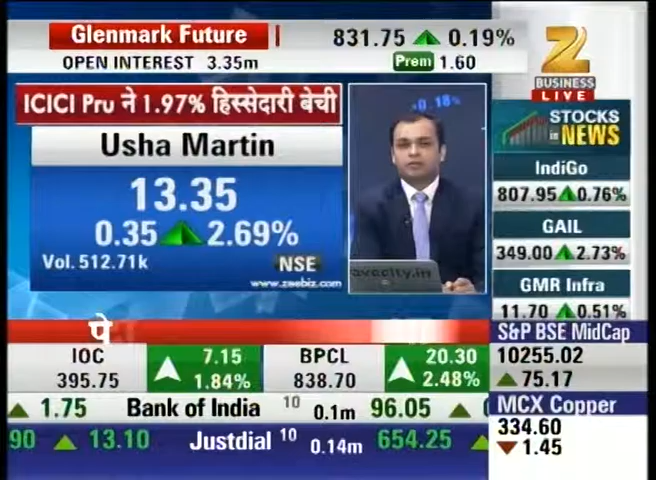 Glenmark Future
831.75 0.19%
OPEN INTEREST 3.35m
Prem 1.60
Z
BUSINESS
LIVE
ICICI Pru ने 1.97% हिस्सेदारी बेची
Usha Martin
13.35
0.35 2.69%
Vol. 512.71k
NSE
www.zeebiz.com
0.18%
avacity.in
STOCKS
in NEWS
IndiGo
807.95 0.76%
GAIL
349.00 2.73%
GMR Infra
11.70 0.51%
पे
IOC
395.75
7.15
1.84%
BPCL
838.70
20.30
2.48%
S&P BSE MidCap
10255.02
75.17
1.75 Bank of India 10 0.1m 96.05
MCX Copper
334.60
1.45
90 13.10 Justdial 10 0.14m 654.25